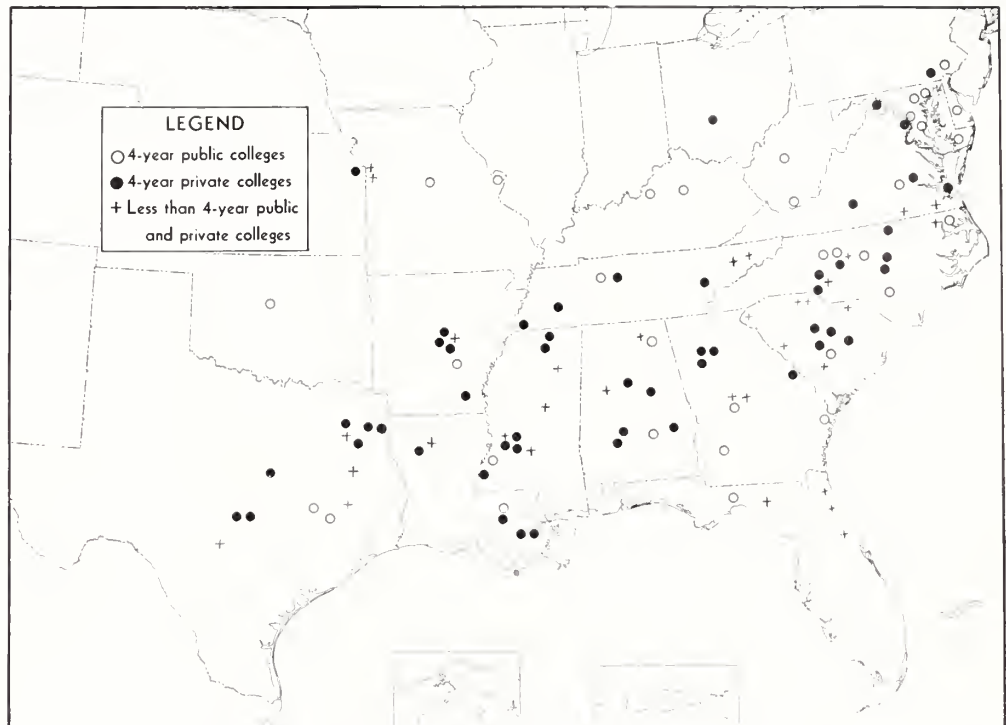 LEGEND
4-year public colleges
4-year private colleges
+ Less than 4-year public
and private colleges